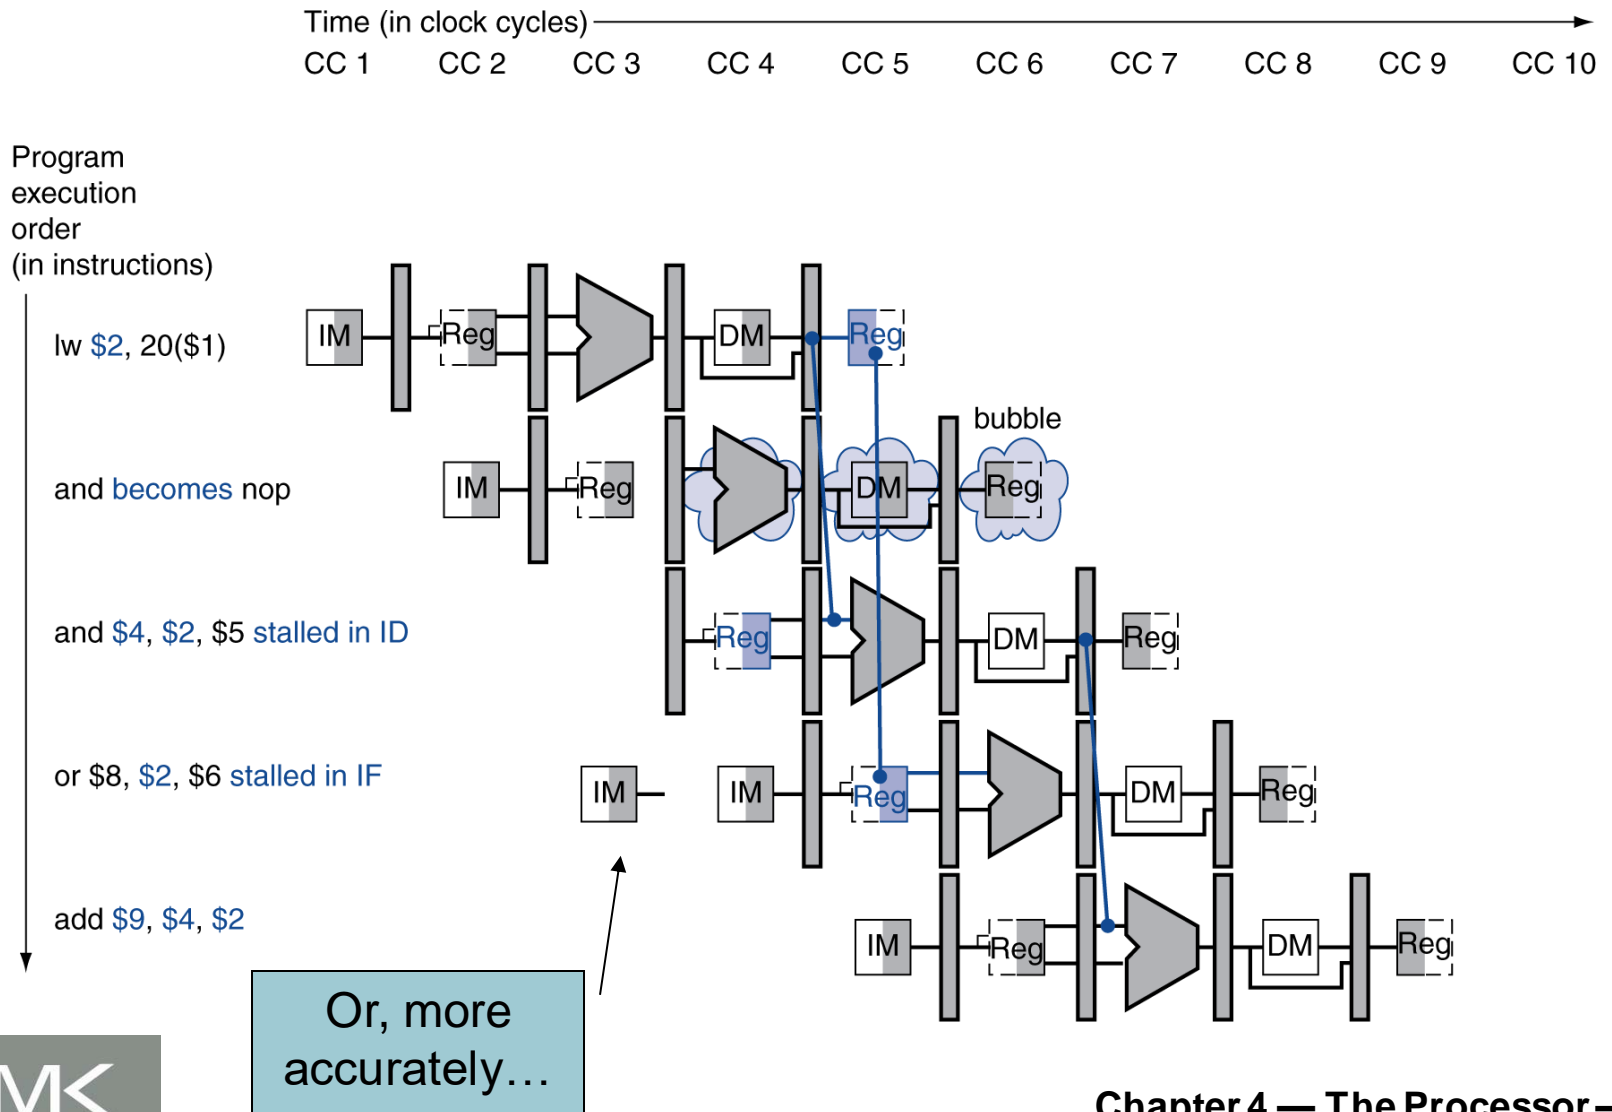 Time (in clock cycles)
CC 1 CC 2 CC 3 CC 4 CC 5 CC 6 CC 7 CC 8 CC 9 CC 10
Program
execution
order
(in instructions)
lw $2, 20($1)
IM Reg DM Reg
bubble
and becomes nop
IM Reg DM Reg
and $4, $2, $5 stalled in ID
Reg DM Reg
or $8, $2, $6 stalled in IF
IM IM Reg DM Reg
add $9, $4, $2
IM Reg DM Reg
Or, more
accurately…
MK
Chapter 4 — The Processor –